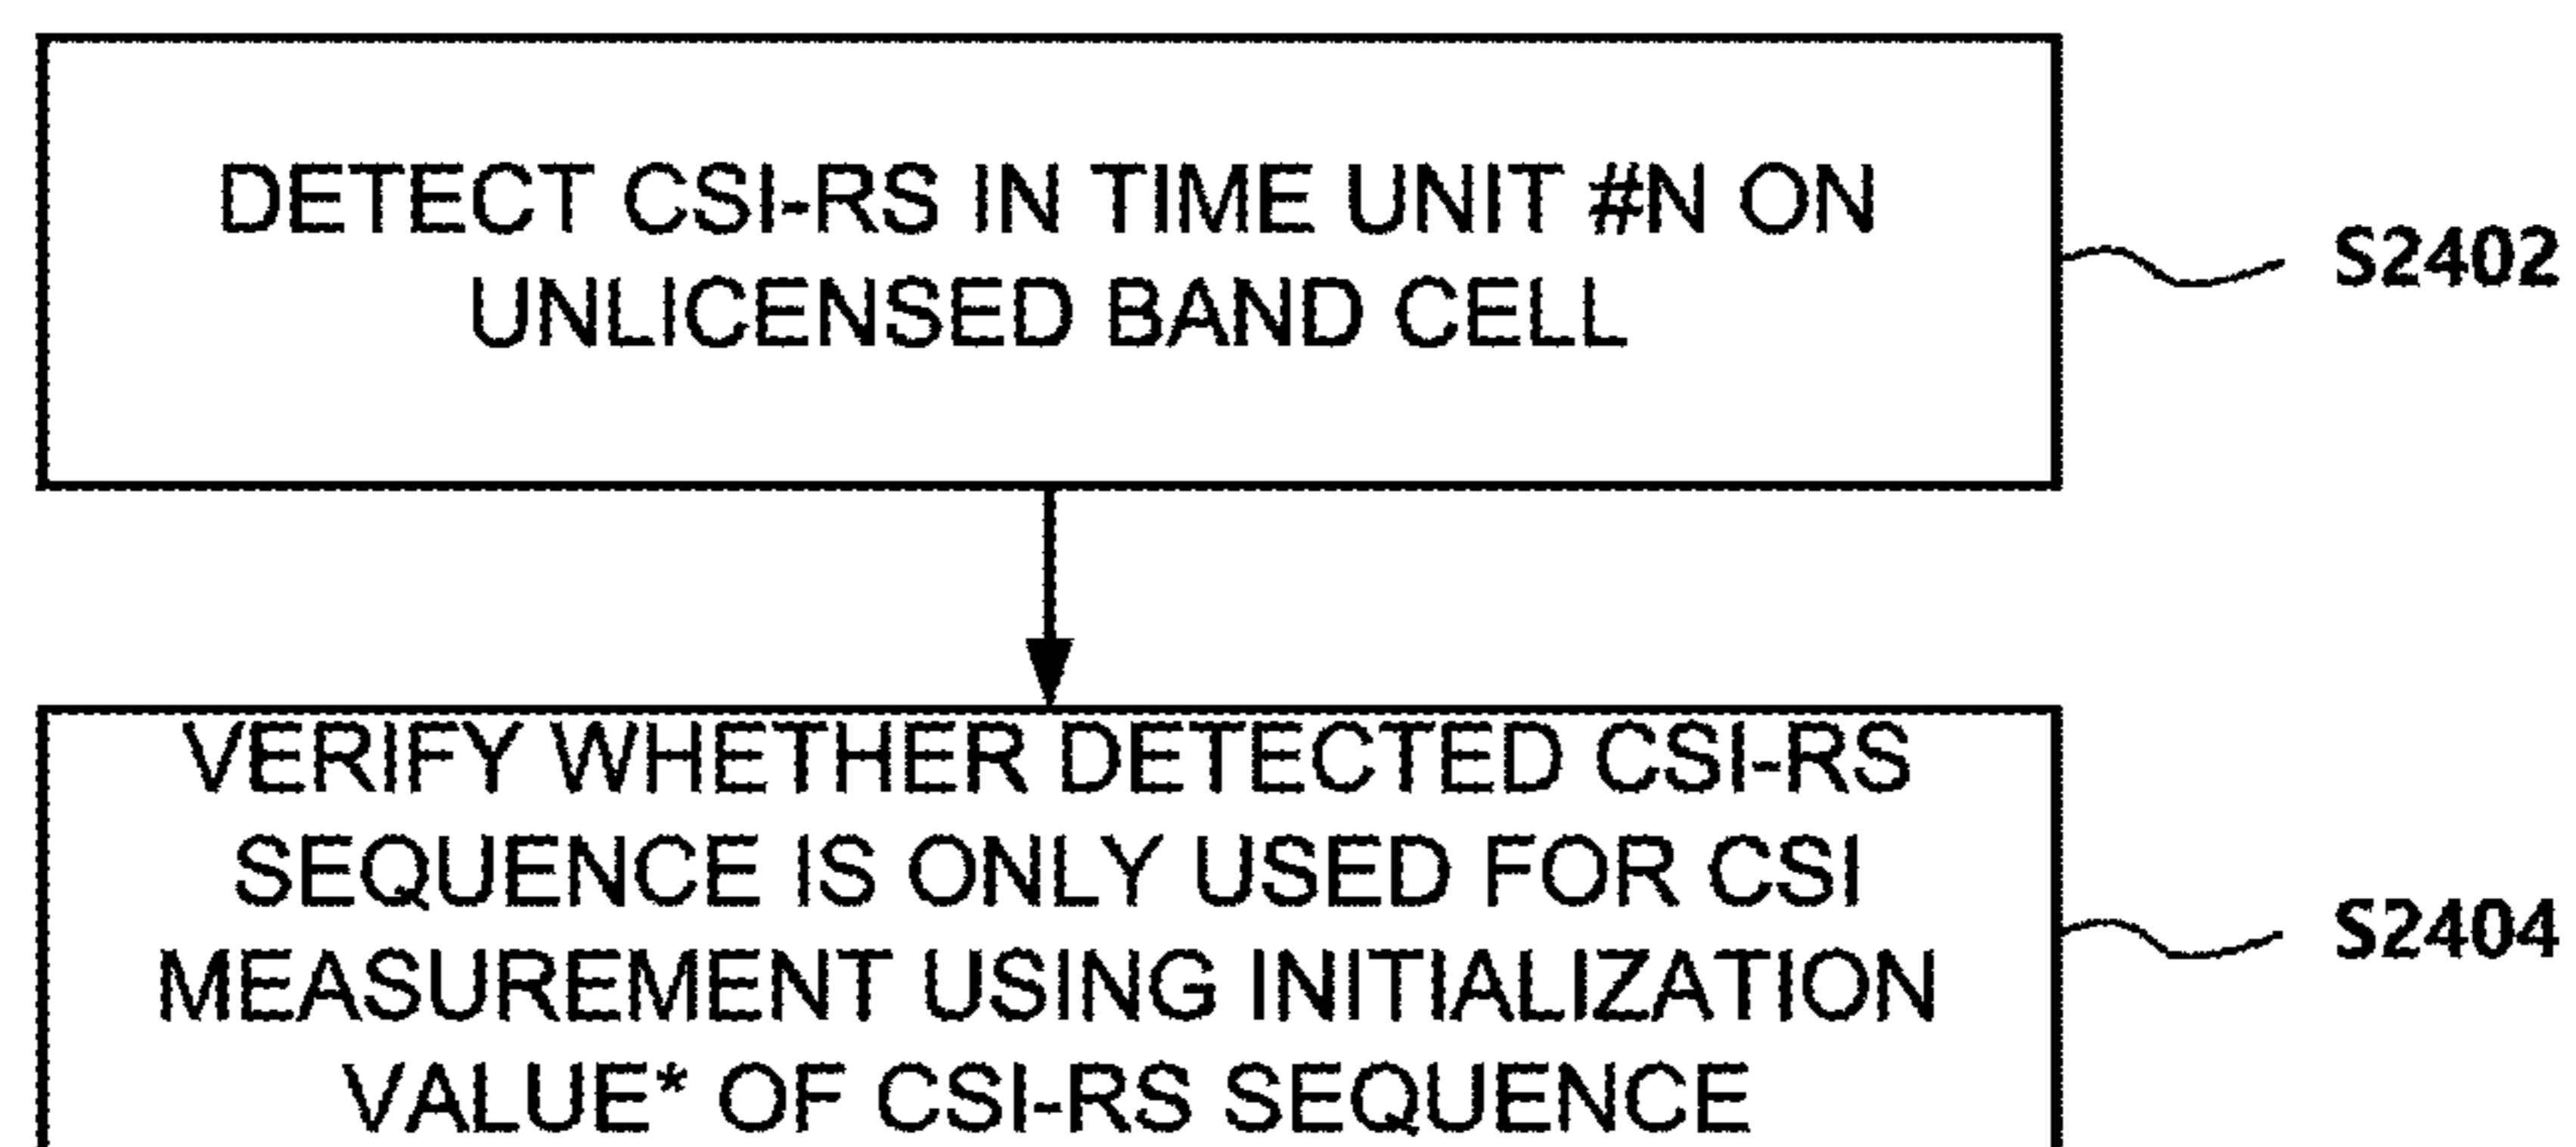 DETECT CSI-RS IN TIME UNIT #N ON
UNLICENSED BAND CELL
S2402
VERIFY WHETHER DETECTED CSI-RS
SEQUENCE IS ONLY USED FOR CSI
MEASUREMENT USING INITIALIZATION
VALUE* OF CSI-RS SEQUENCE
S2404